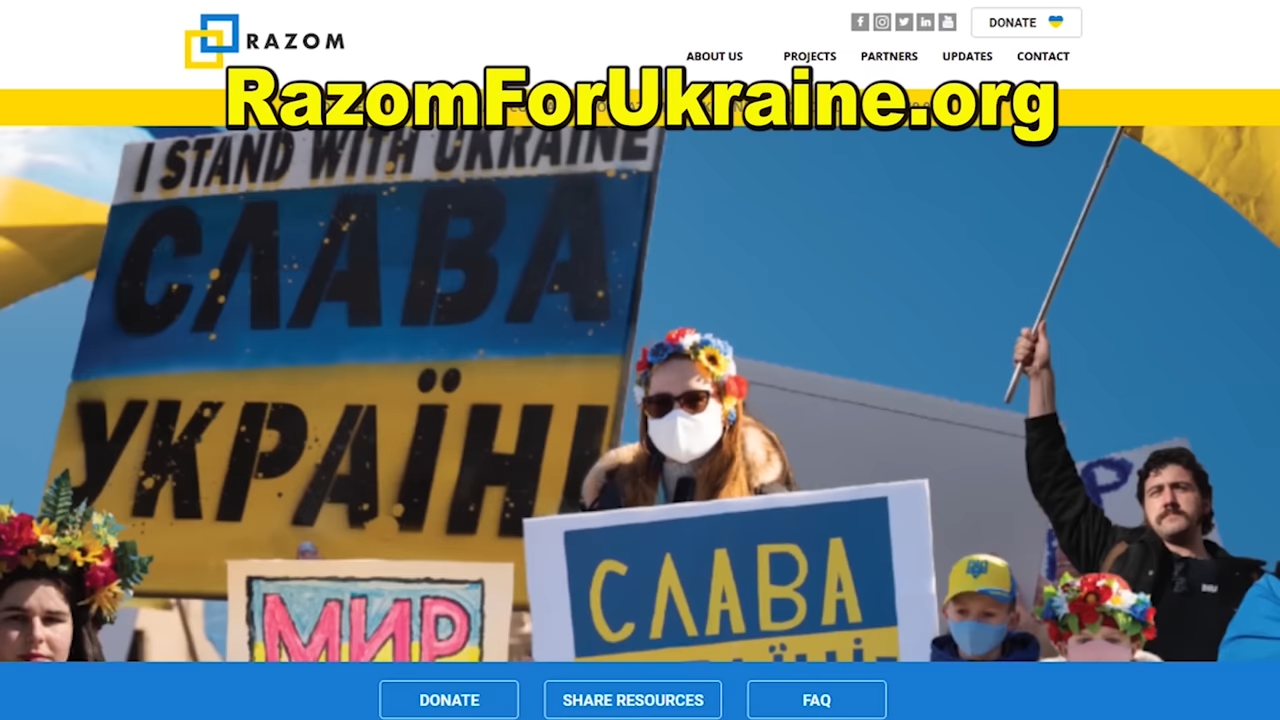 RAZOM
DONATE
ABOUT US
PROJECTS
PARTNERS
UPDATES
CONTACT
RazomForUkraine.org
I STAND WITH UKRAINE
СЛАВА
УКРАЇН
МИР
СЛАВА
DONATE
SHARE RESOURCES
FAQ